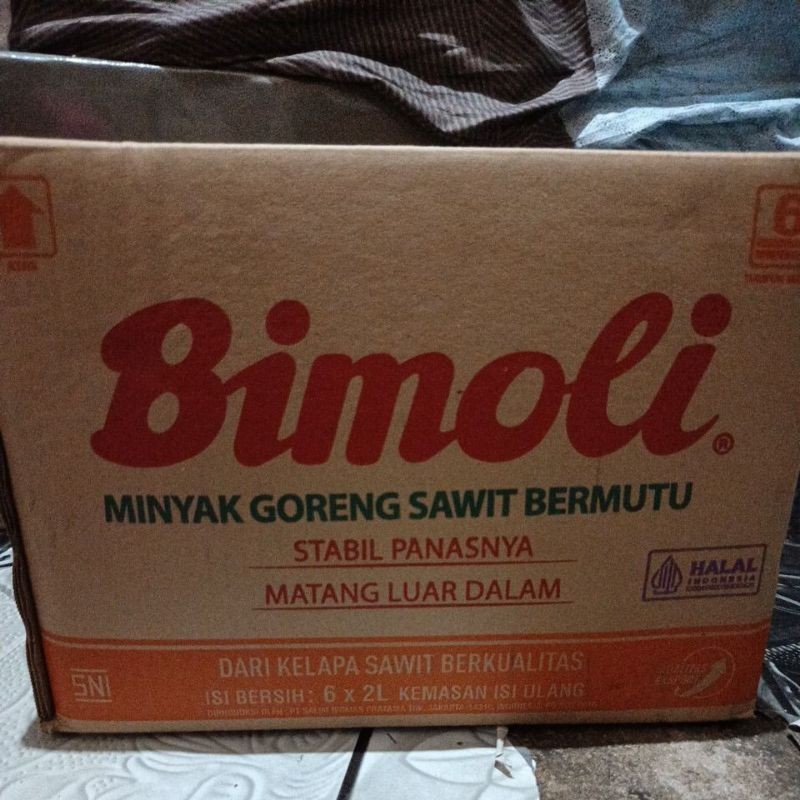 6
Bimoli®
MINYAK GORENG SAWIT BERMUTU
STABIL PANASNYA
MATANG LUAR DALAM
HALAL
INDONESIA
DARI KELAPA SAWIT BERKUALITAS
SNI
ISI BERSIH: 6 x 2L KEMASAN ISI ULANG